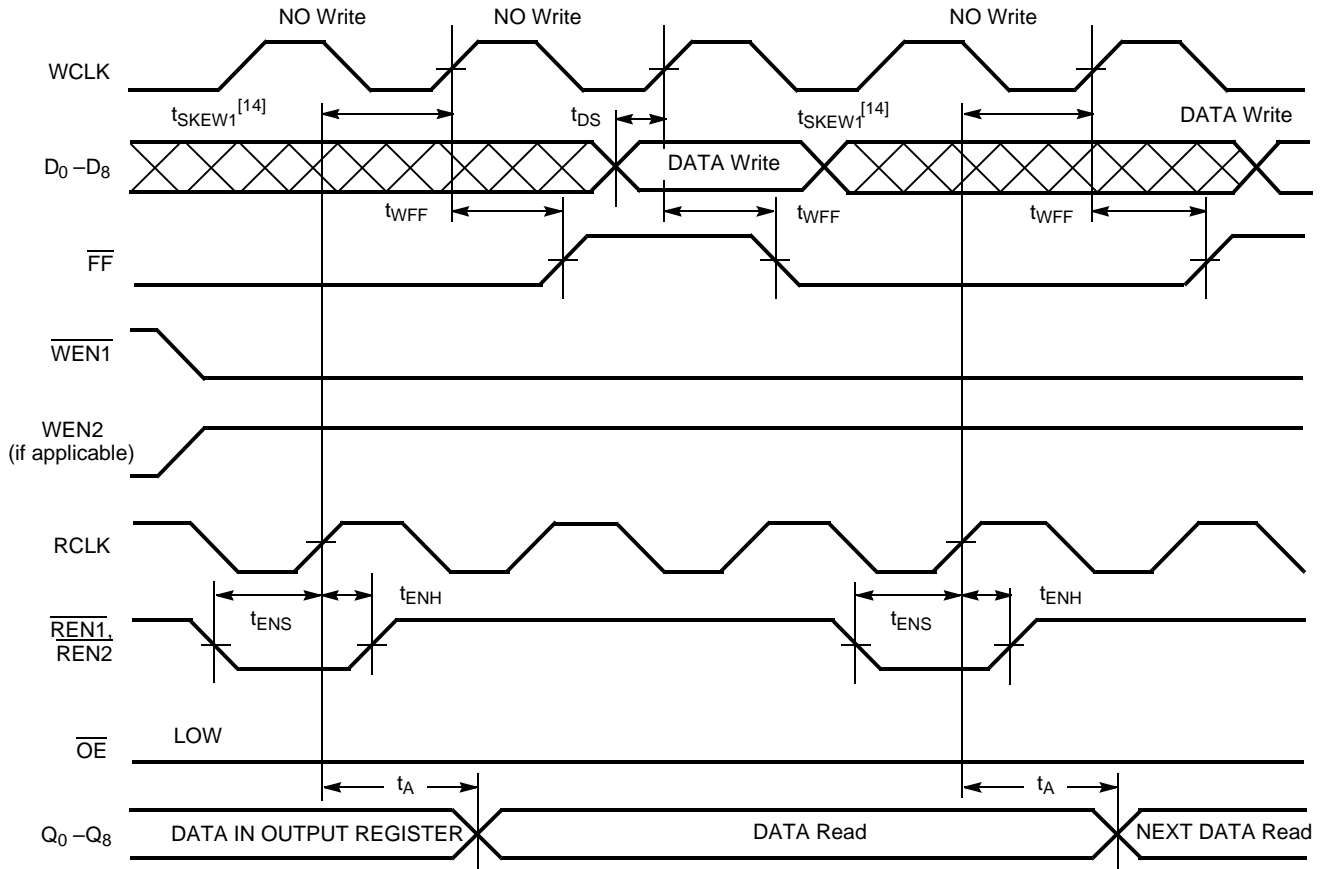 NO Write NO Write NO Write
WCLK
tSKEW1[14] tDS tSKEW1[14] DATA Write
D0 –D8 DATA Write
tWFF tWFF tWFF
FF
WEN1
WEN2
(if applicable)
RCLK
tENS tENH tENS tENH
REN1,
REN2
OE LOW
tA tA
Q0 –Q8 DATA IN OUTPUT REGISTER DATA Read NEXT DATA Read